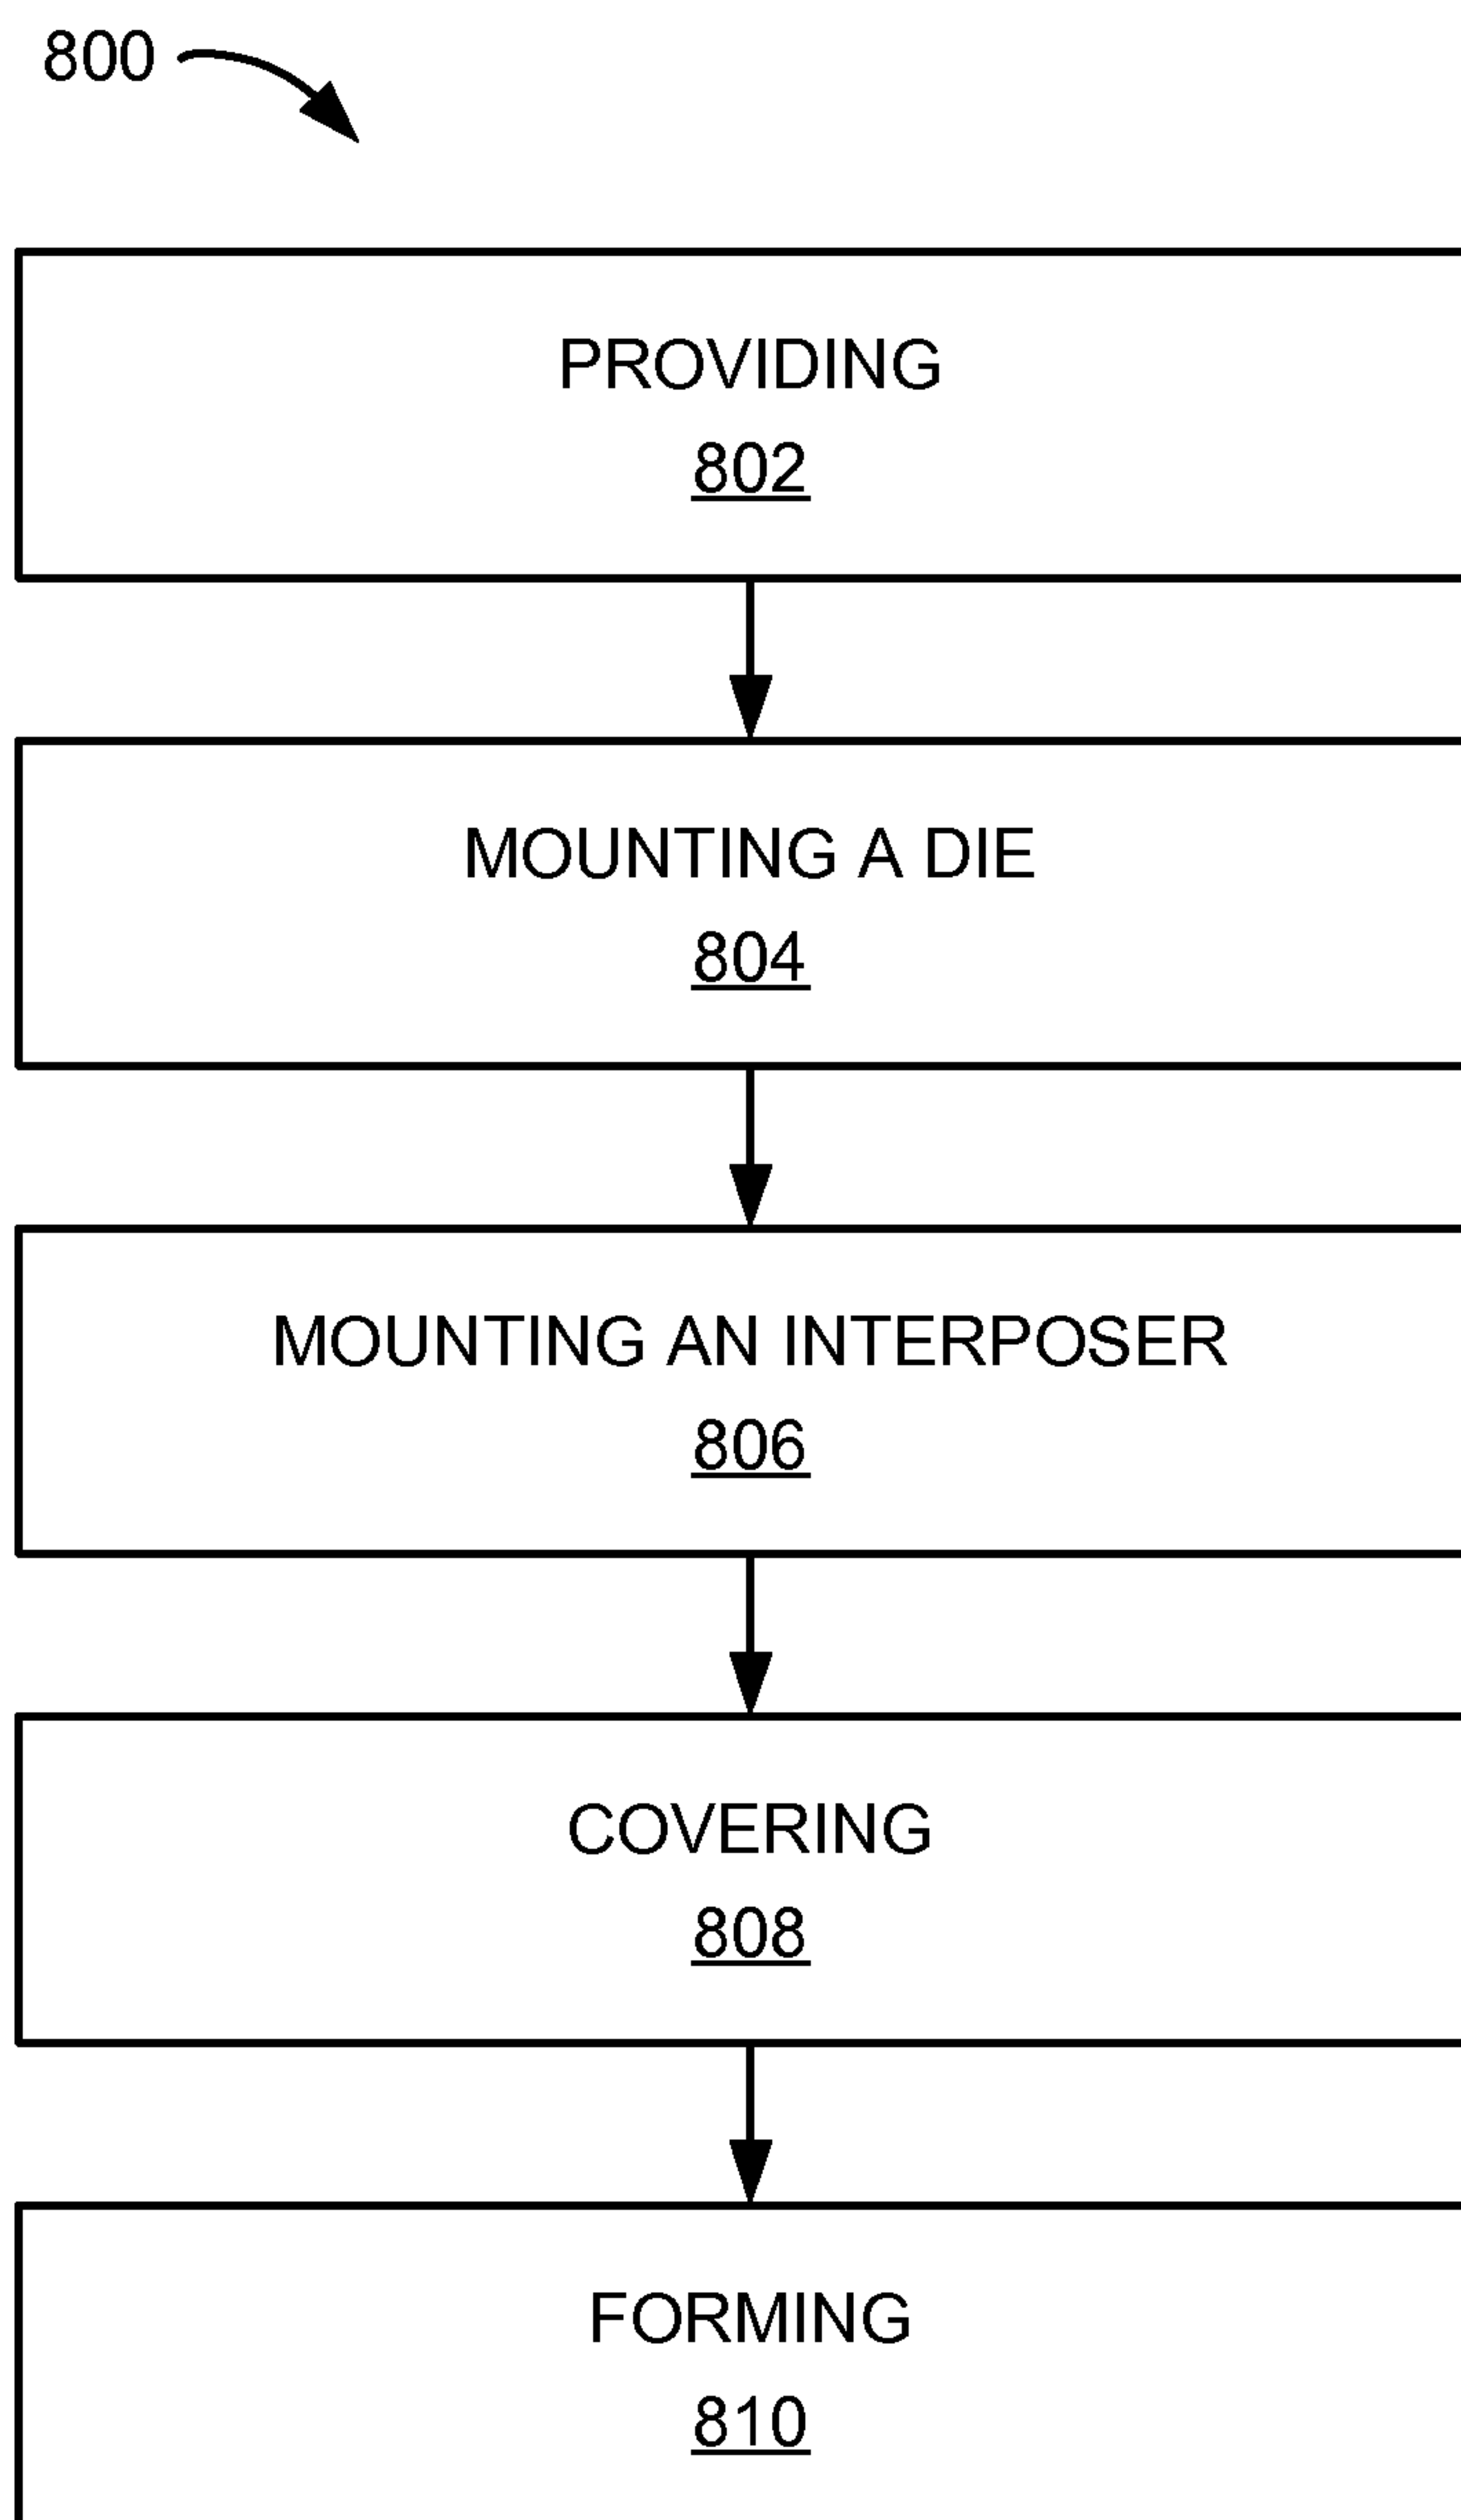 800
PROVIDING
802
MOUNTING A DIE
804
MOUNTING AN INTERPOSER
806
COVERING
808
FORMING
810